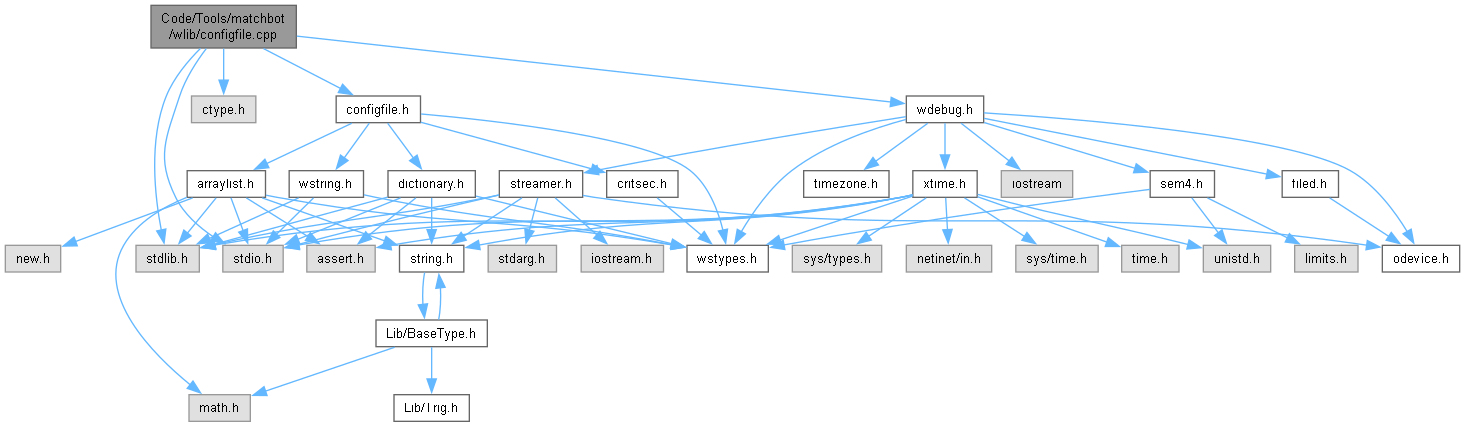 Code/Tools/matchbot
/wlib/configfile.cpp
ctype.h
configfile.h
wdebug.h
arraylist.h
wstring.h
dictionary.h
streamer.h
critsec.h
timezone.h
xtime.h
iostream
sem4.h
filed.h
new.h
stdlib.h
stdio.h
assert.h
string.h
stdarg.h
iostream.h
wstypes.h
sys/types.h
netinet/in.h
sys/time.h
time.h
unistd.h
limits.h
odevice.h
Lib/BaseType.h
math.h
Lib/Trig.h